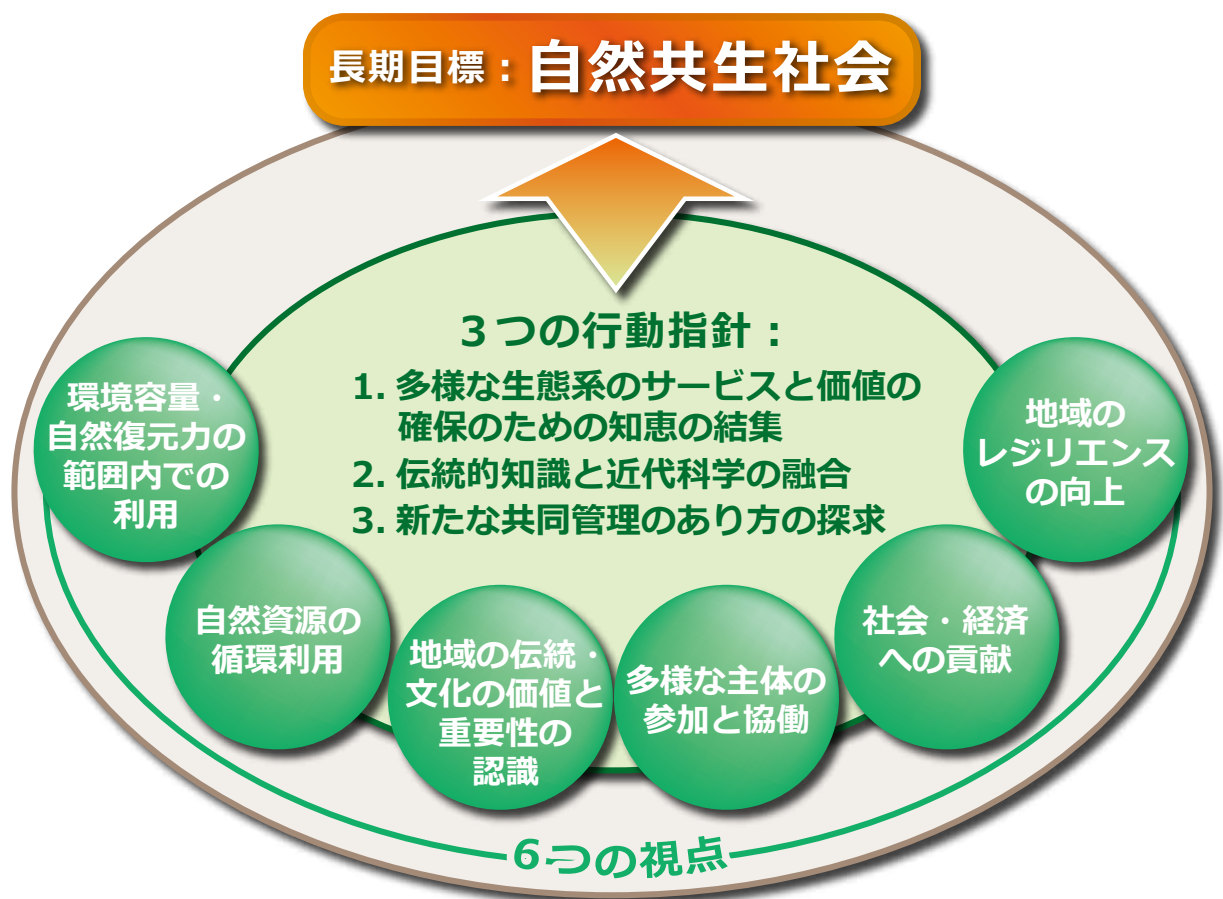 長期目標：自然共生社会
３つの行動指針：
1. 多様な生態系のサービスと価値の
確保のための知恵の結集
2. 伝統的知識と近代科学の融合
3. 新たな共同管理のあり方の探求
環境容量・
自然復元力の
範囲内での
利用
自然資源の
循環利用
地域の伝統・
文化の価値と
重要性の
認識
多様な主体の
参加と協働
社会・経済
への貢献
地域の
レジリエンス
の向上
6つの視点